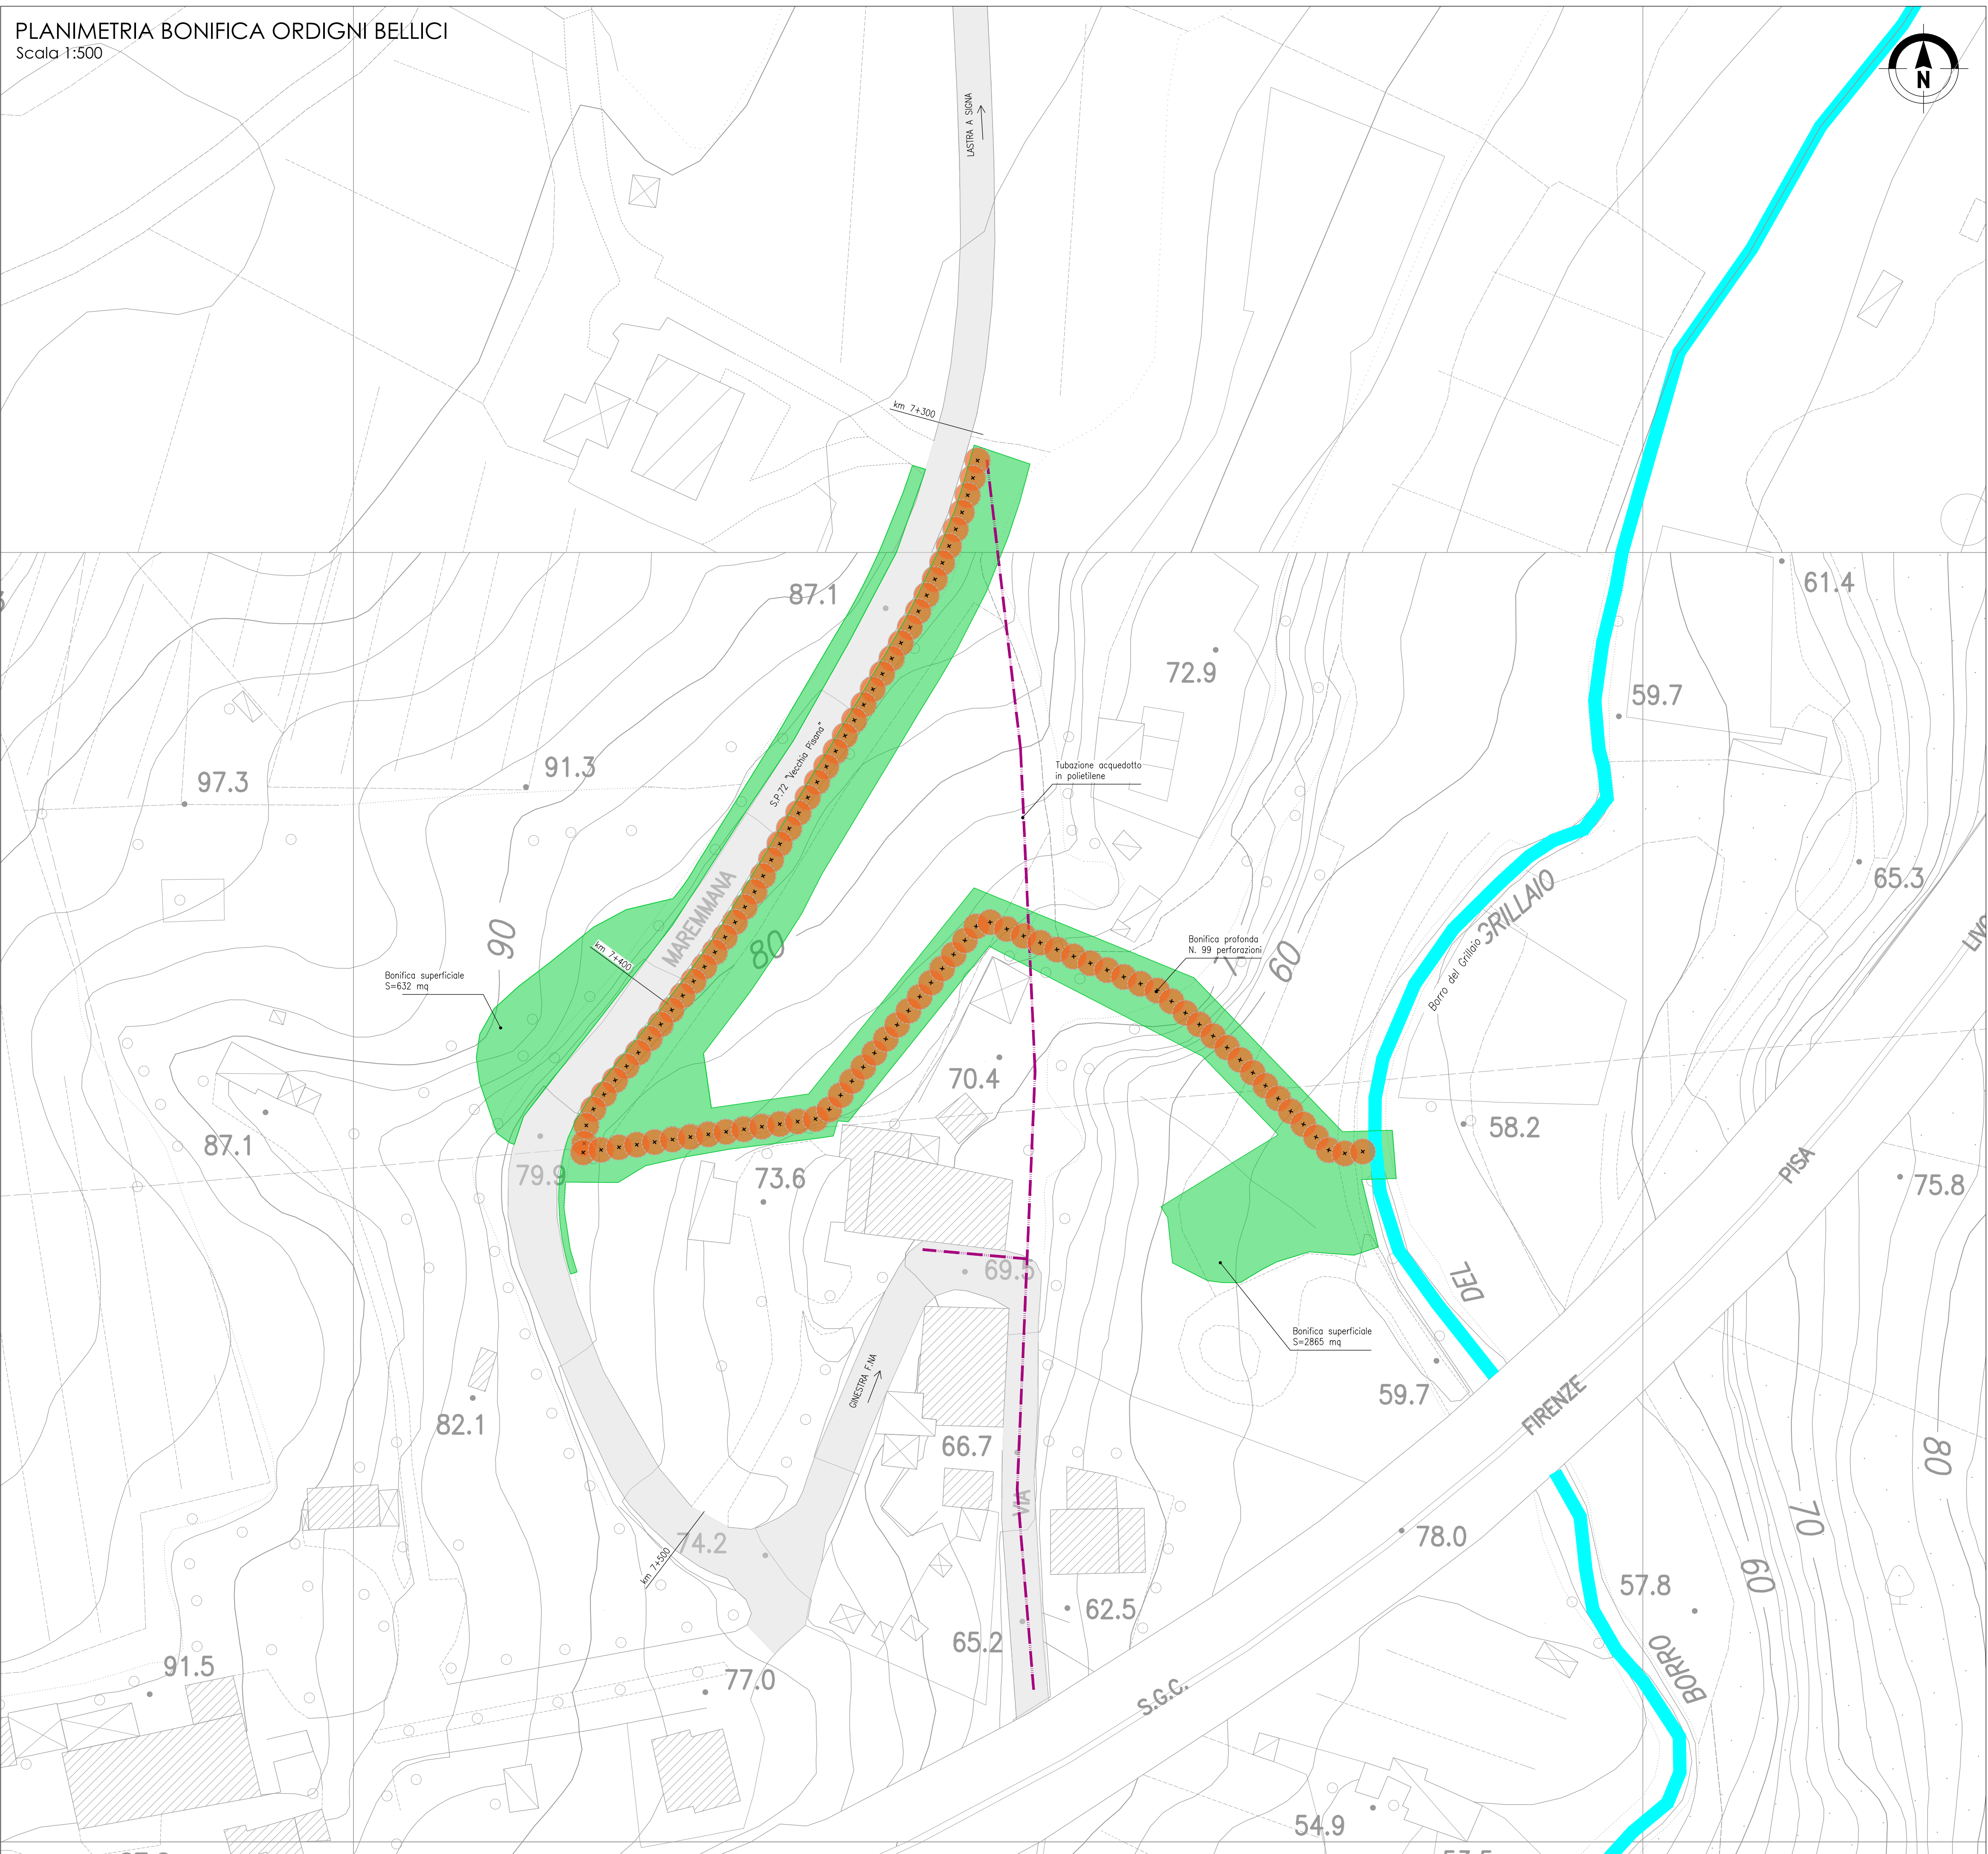 PLANIMETRIA BONIFICA ORDIGNI BELLICI
Scala 1:500
N
LASTRA A SIGNA
km 7+300
87.1
61.4
72.9
59.7
97.3
91.3
S.P.72 "Vecchia Pisana"
Tubazione acquedotto
in polietilene
65.3
MAREMMANA
GRILLAIO
90
80
Bonifica profonda
N. 99 perforazioni
60
km 7+400
Bonifica superficiale
S=632 mq
Borro del Grillaio
70.4
58.2
87.1
79.9
73.6
PISA
75.8
69.5
DEL
Bonifica superficiale
S=2865 mq
GINESTRA F.NA
59.7
FIRENZE
82.1
66.7
80
VIA
70
74.2
km 7+500
78.0
60
57.8
62.5
65.2
BORRO
91.5
77.0
S.G.C.
54.9